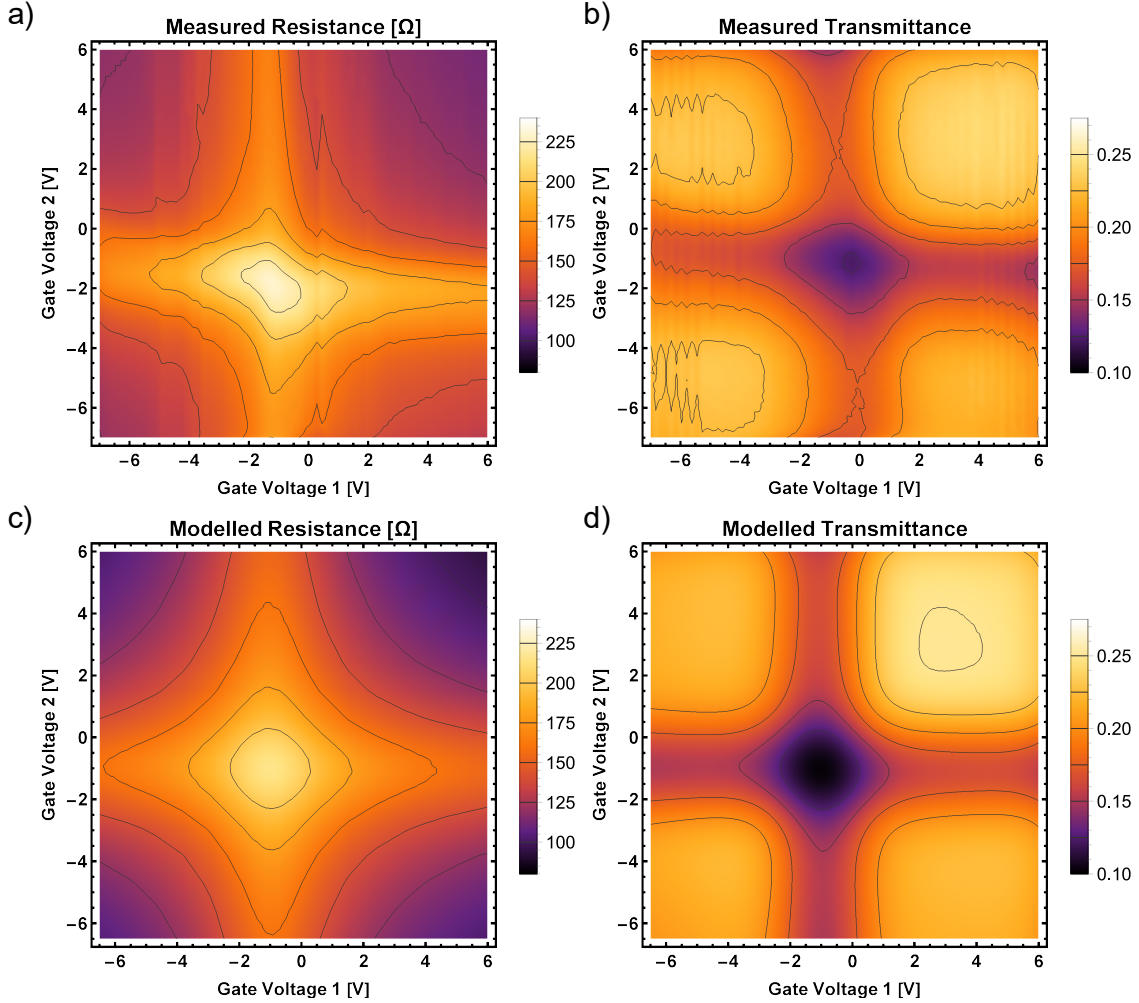 a)
Measured Resistance [Ω]
6
4
2
0
−2
−4
−6
Gate Voltage 2 [V]
−6 −4 −2 0 2 4 6
Gate Voltage 1 [V]
225
200
175
150
125
100
b)
Measured Transmittance
6
4
2
0
−2
−4
−6
Gate Voltage 2 [V]
−6 −4 −2 0 2 4 6
Gate Voltage 1 [V]
0.25
0.20
0.15
0.10
c)
Modelled Resistance [Ω]
6
4
2
0
−2
−4
−6
Gate Voltage 2 [V]
−6 −4 −2 0 2 4 6
Gate Voltage 1 [V]
225
200
175
150
125
100
d)
Modelled Transmittance
6
4
2
0
−2
−4
−6
Gate Voltage 2 [V]
−6 −4 −2 0 2 4 6
Gate Voltage 1 [V]
0.25
0.20
0.15
0.10